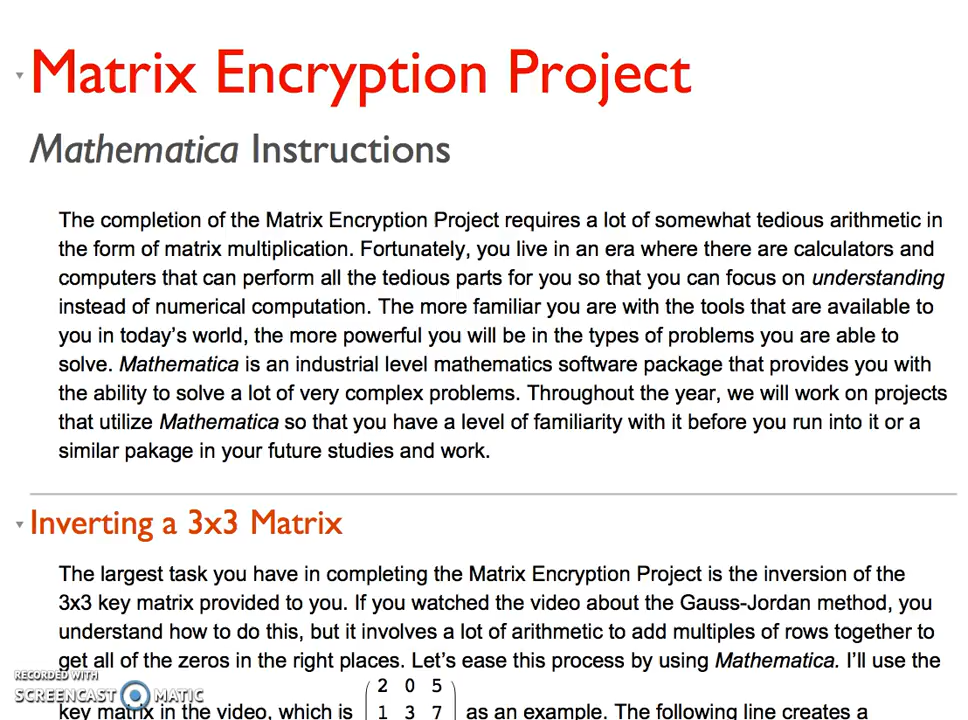 Matrix Encryption Project
Mathematica Instructions
The completion of the Matrix Encryption Project requires a lot of somewhat tedious arithmetic in
the form of matrix multiplication. Fortunately, you live in an era where there are calculators and
computers that can perform all the tedious parts for you so that you can focus on understanding
instead of numerical computation. The more familiar you are with the tools that are available to
you in today's world, the more powerful you will be in the types of problems you are able to
solve. Mathematica is an industrial level mathematics software package that provides you with
the ability to solve a lot of very complex problems. Throughout the year, we will work on projects
that utilize Mathematica so that you have a level of familiarity with it before you run into it or a
similar pakage in your future studies and work.
Inverting a 3x3 Matrix
The largest task you have in completing the Matrix Encryption Project is the inversion of the
3x3 key matrix provided to you. If you watched the video about the Gauss-Jordan method, you
understand how to do this, but it involves a lot of arithmetic to add multiples of rows together to
get all of the zeros in the right places. Let's ease this process by using Mathematica. I'll use the
2 0 5
key matrix in the video, which is 1 3 7 as an example. The following line creates a
RECORDED WITH
SCREENCAST MATIC